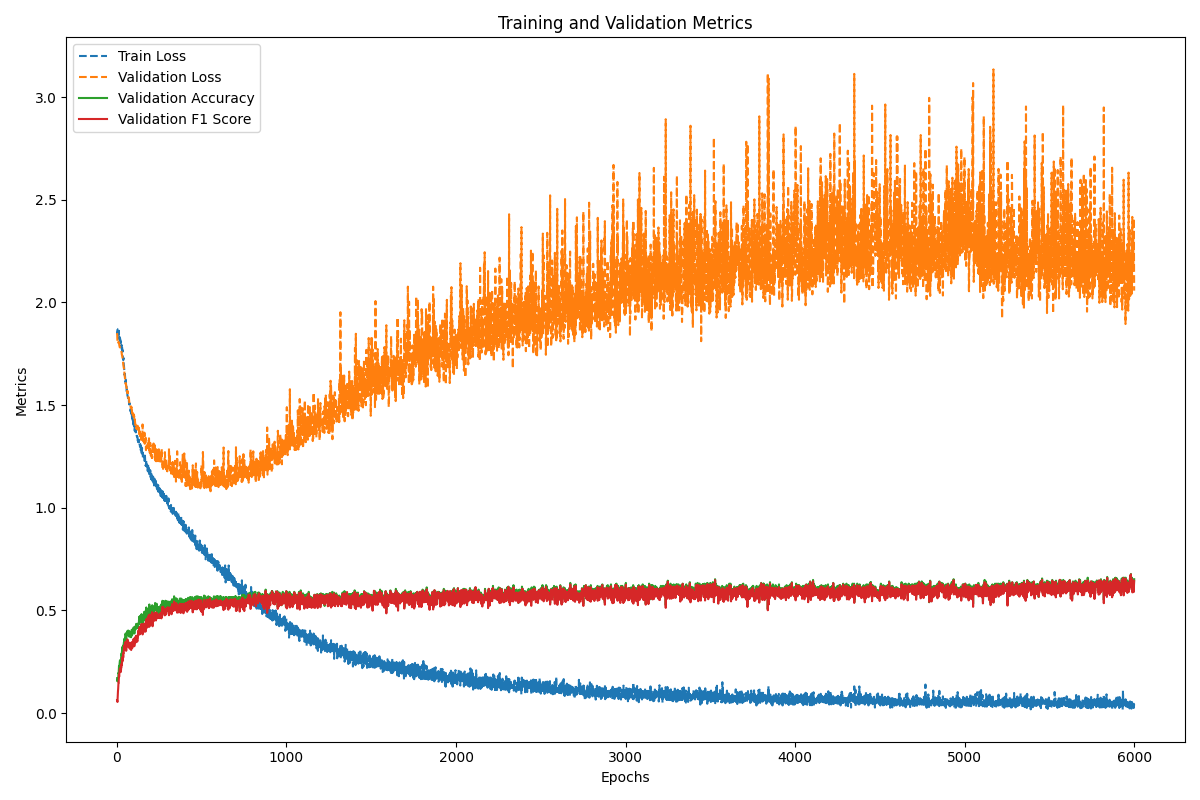 Training and Validation Metrics
Train Loss
Validation Loss
Validation Accuracy
Validation F1 Score
Metrics
3.0
2.5
2.0
1.5
1.0
0.5
0.0
0 1000 2000 3000 4000 5000 6000
Epochs